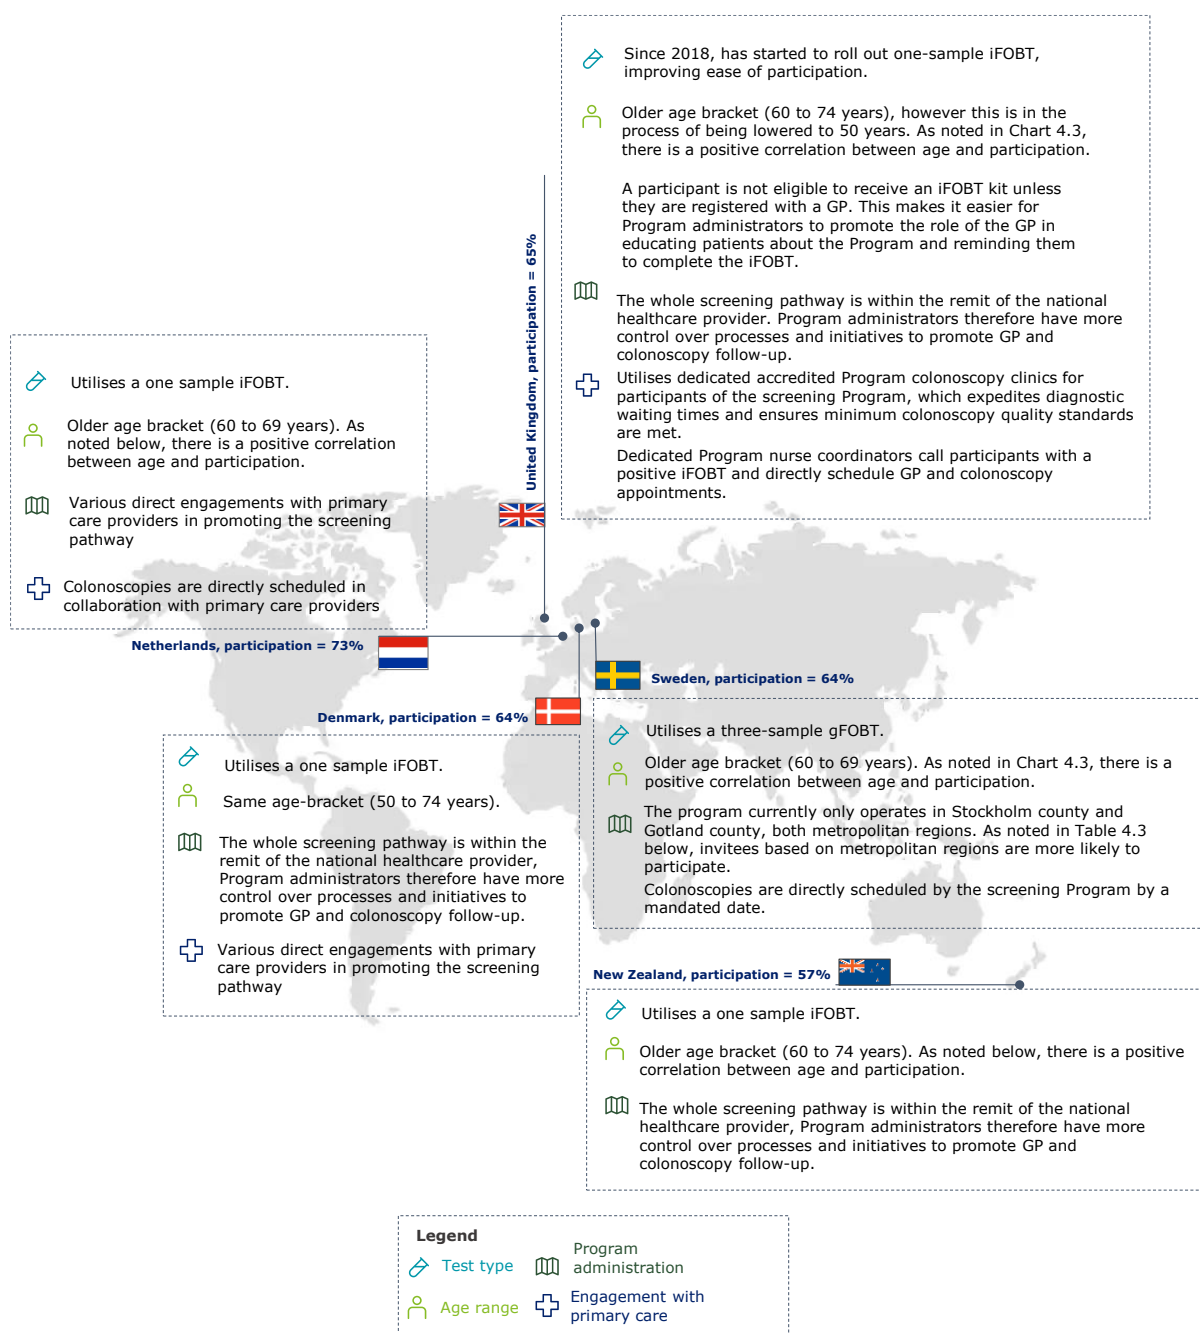 Since 2018, has started to roll out one-sample iFOBT,
improving ease of participation.
Older age bracket (60 to 74 years), however this is in the
process of being lowered to 50 years. As noted in Chart 4.3,
there is a positive correlation between age and participation.
A participant is not eligible to receive an iFOBT kit unless
they are registered with a GP. This makes it easier for
Program administrators to promote the role of the GP in
educating patients about the Program and reminding them
to complete the iFOBT.
The whole screening pathway is within the remit of the national
healthcare provider. Program administrators therefore have more
control over processes and initiatives to promote GP and
colonoscopy follow-up.
Utilises dedicated accredited Program colonoscopy clinics for
participants of the screening Program, which expedites diagnostic
waiting times and ensures minimum colonoscopy quality standards
are met.
Dedicated Program nurse coordinators call participants with a
positive iFOBT and directly schedule GP and colonoscopy
appointments.
United Kingdom, participation = 65%
Utilises a one sample iFOBT.
Older age bracket (60 to 69 years). As
noted below, there is a positive correlation
between age and participation.
Various direct engagements with primary
care providers in promoting the screening
pathway
Colonoscopies are directly scheduled in
collaboration with primary care providers
Netherlands, participation = 73%
Sweden, participation = 64%
Denmark, participation = 64%
Utilises a one sample iFOBT.
Same age-bracket (50 to 74 years).
The whole screening pathway is within the
remit of the national healthcare provider,
Program administrators therefore have more
control over processes and initiatives to
promote GP and colonoscopy follow-up.
Various direct engagements with primary
care providers in promoting the screening
pathway
Utilises a three-sample gFOBT.
Older age bracket (60 to 69 years). As noted in Chart 4.3, there is a
positive correlation between age and participation.
The program currently only operates in Stockholm county and
Gotland county, both metropolitan regions. As noted in Table 4.3
below, invitees based on metropolitan regions are more likely to
participate.
Colonoscopies are directly scheduled by the screening Program by a
mandated date.
New Zealand, participation = 57%
Utilises a one sample iFOBT.
Older age bracket (60 to 74 years). As noted below, there is a positive
correlation between age and participation.
The whole screening pathway is within the remit of the national
healthcare provider, Program administrators therefore have more
control over processes and initiatives to promote GP and
colonoscopy follow-up.
Legend
Test type
Program
administration
Age range
Engagement with
primary care